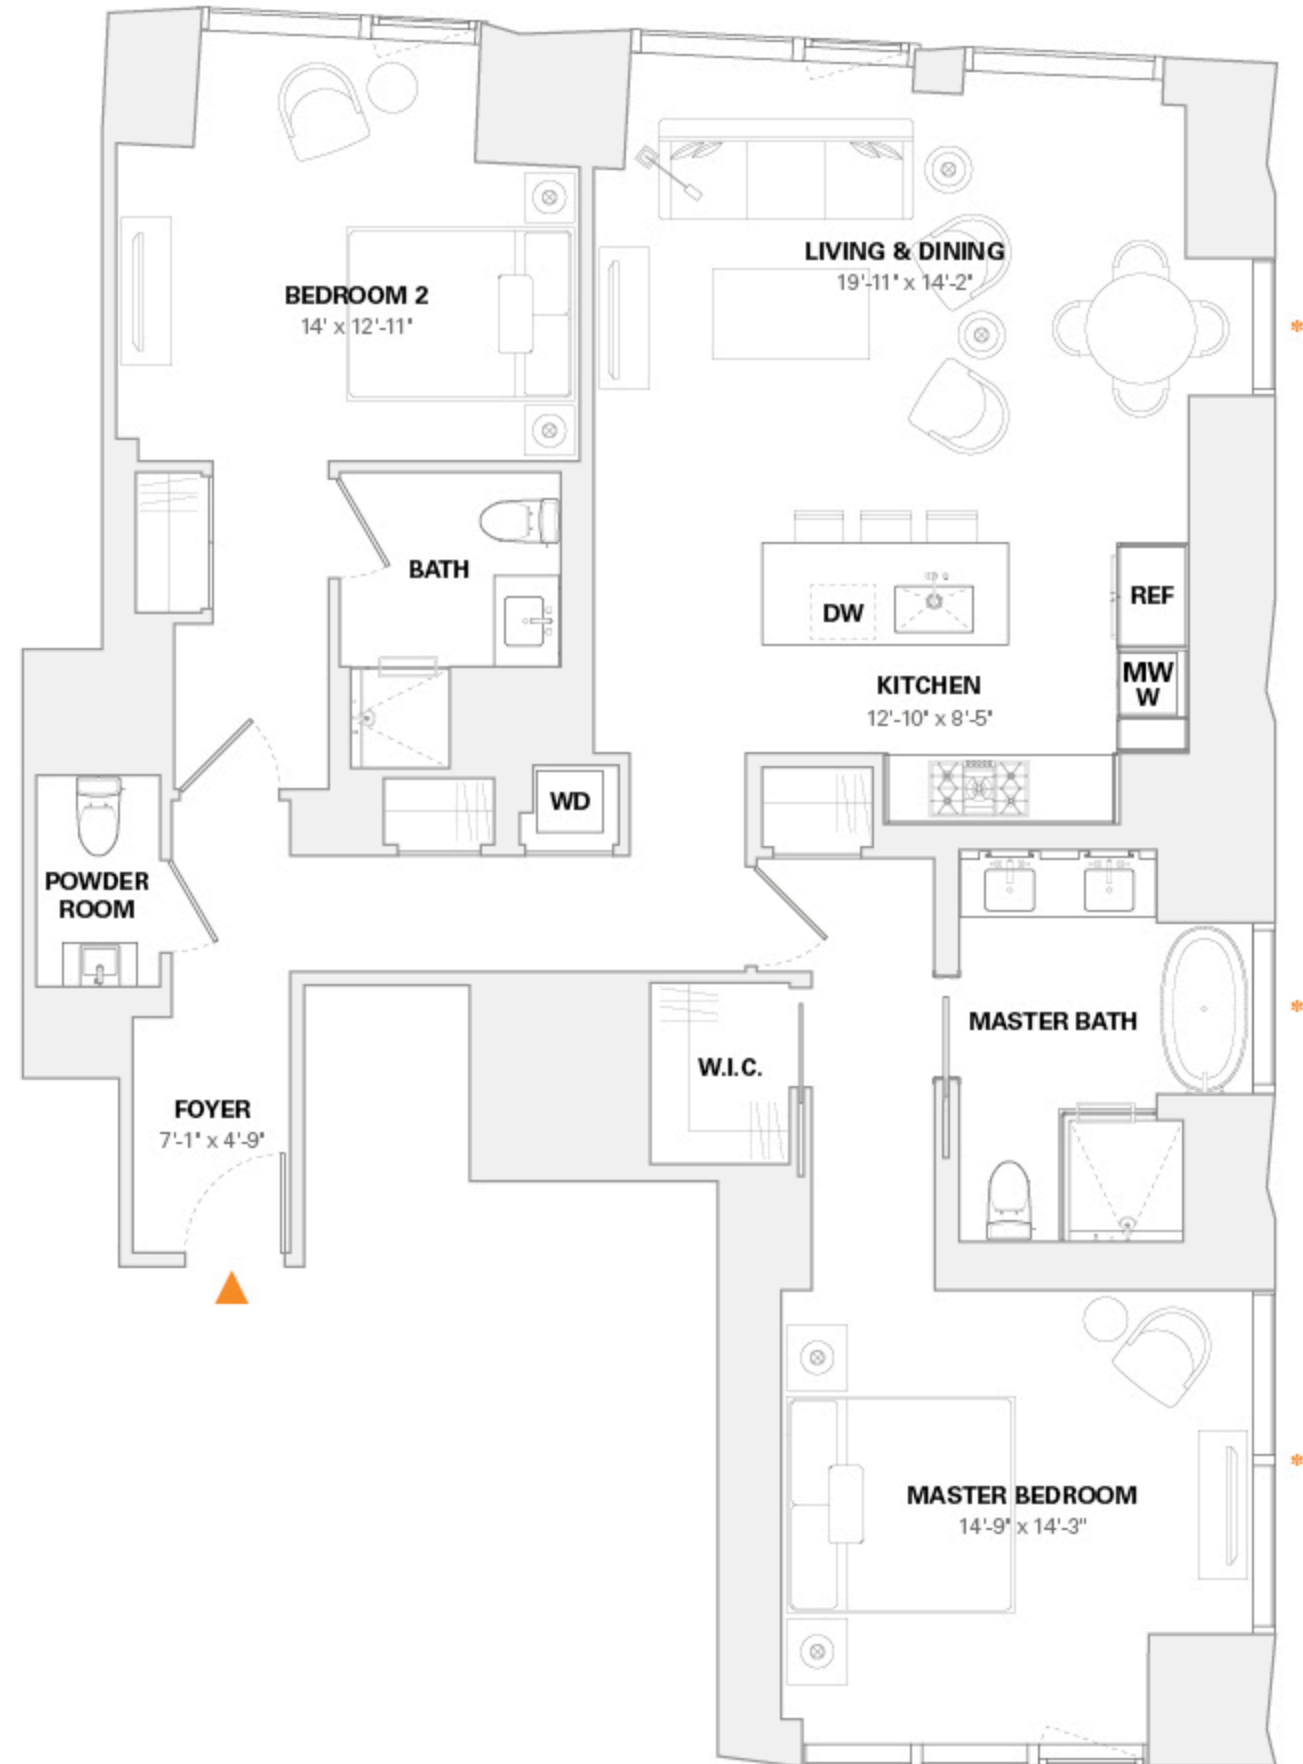 LIVING & DINING
19'-11" x 14'-2"
BEDROOM 2
14' x 12'-11"
*
BATH
REF
DW
MW
W
KITCHEN
12'-10" x 8'-5"
WD
POWDER
ROOM
*
MASTER BATH
W.I.C.
FOYER
7'-1" x 4'-9"
*
MASTER BEDROOM
14'-9" x 14'-3"